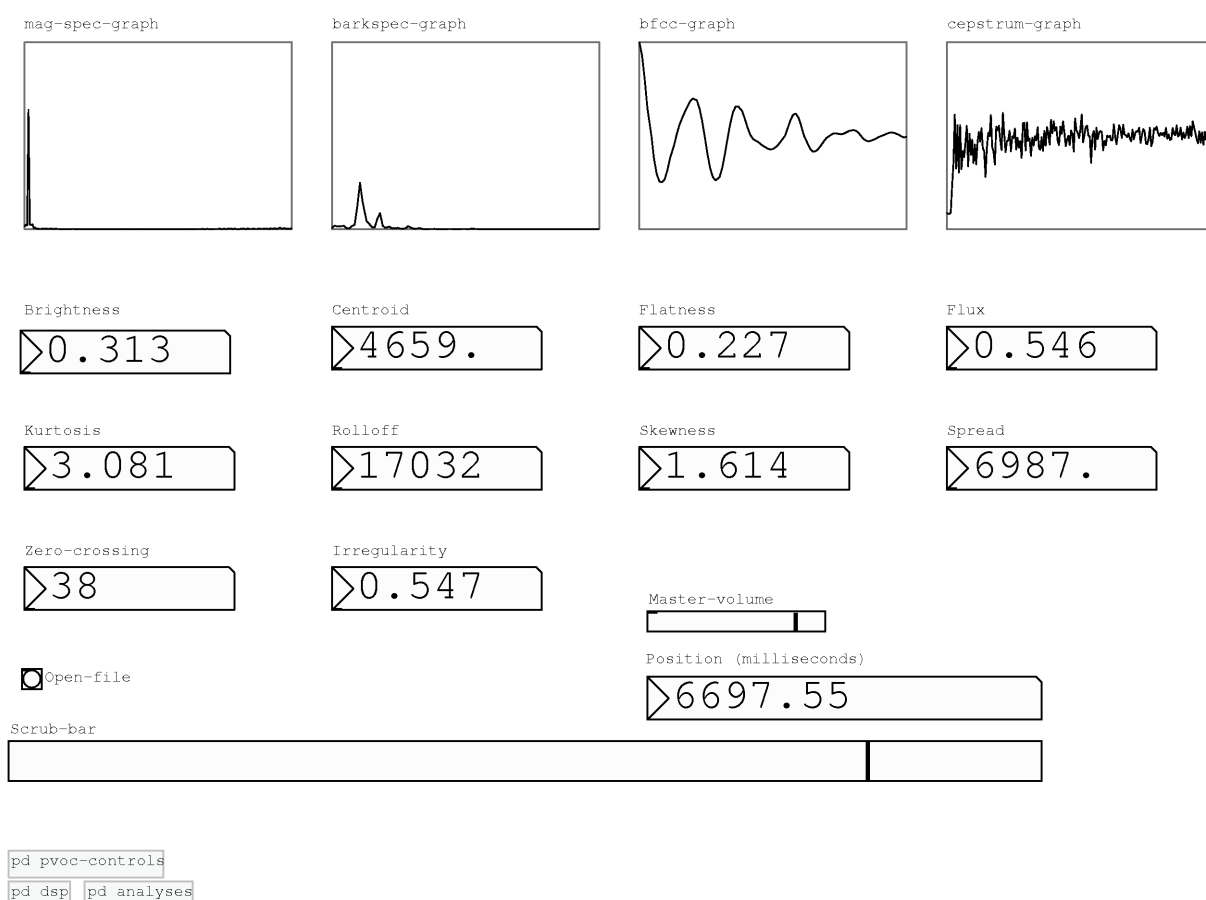 mag-spec-graph barkspec-graph bfcc-graph cepstrum-graph
Brightness Centroid Flatness Flux
0.313 4659. 0.227 0.546
Kurtosis Rolloff Skewness Spread
3.081 17032 1.614 6987.
Zero-crossing Irregularity
38 0.547
Master-volume
Position (milliseconds)
Open-file
6697.55
Scrub-bar
pd pvoc-controls
pd dsp pd analyses